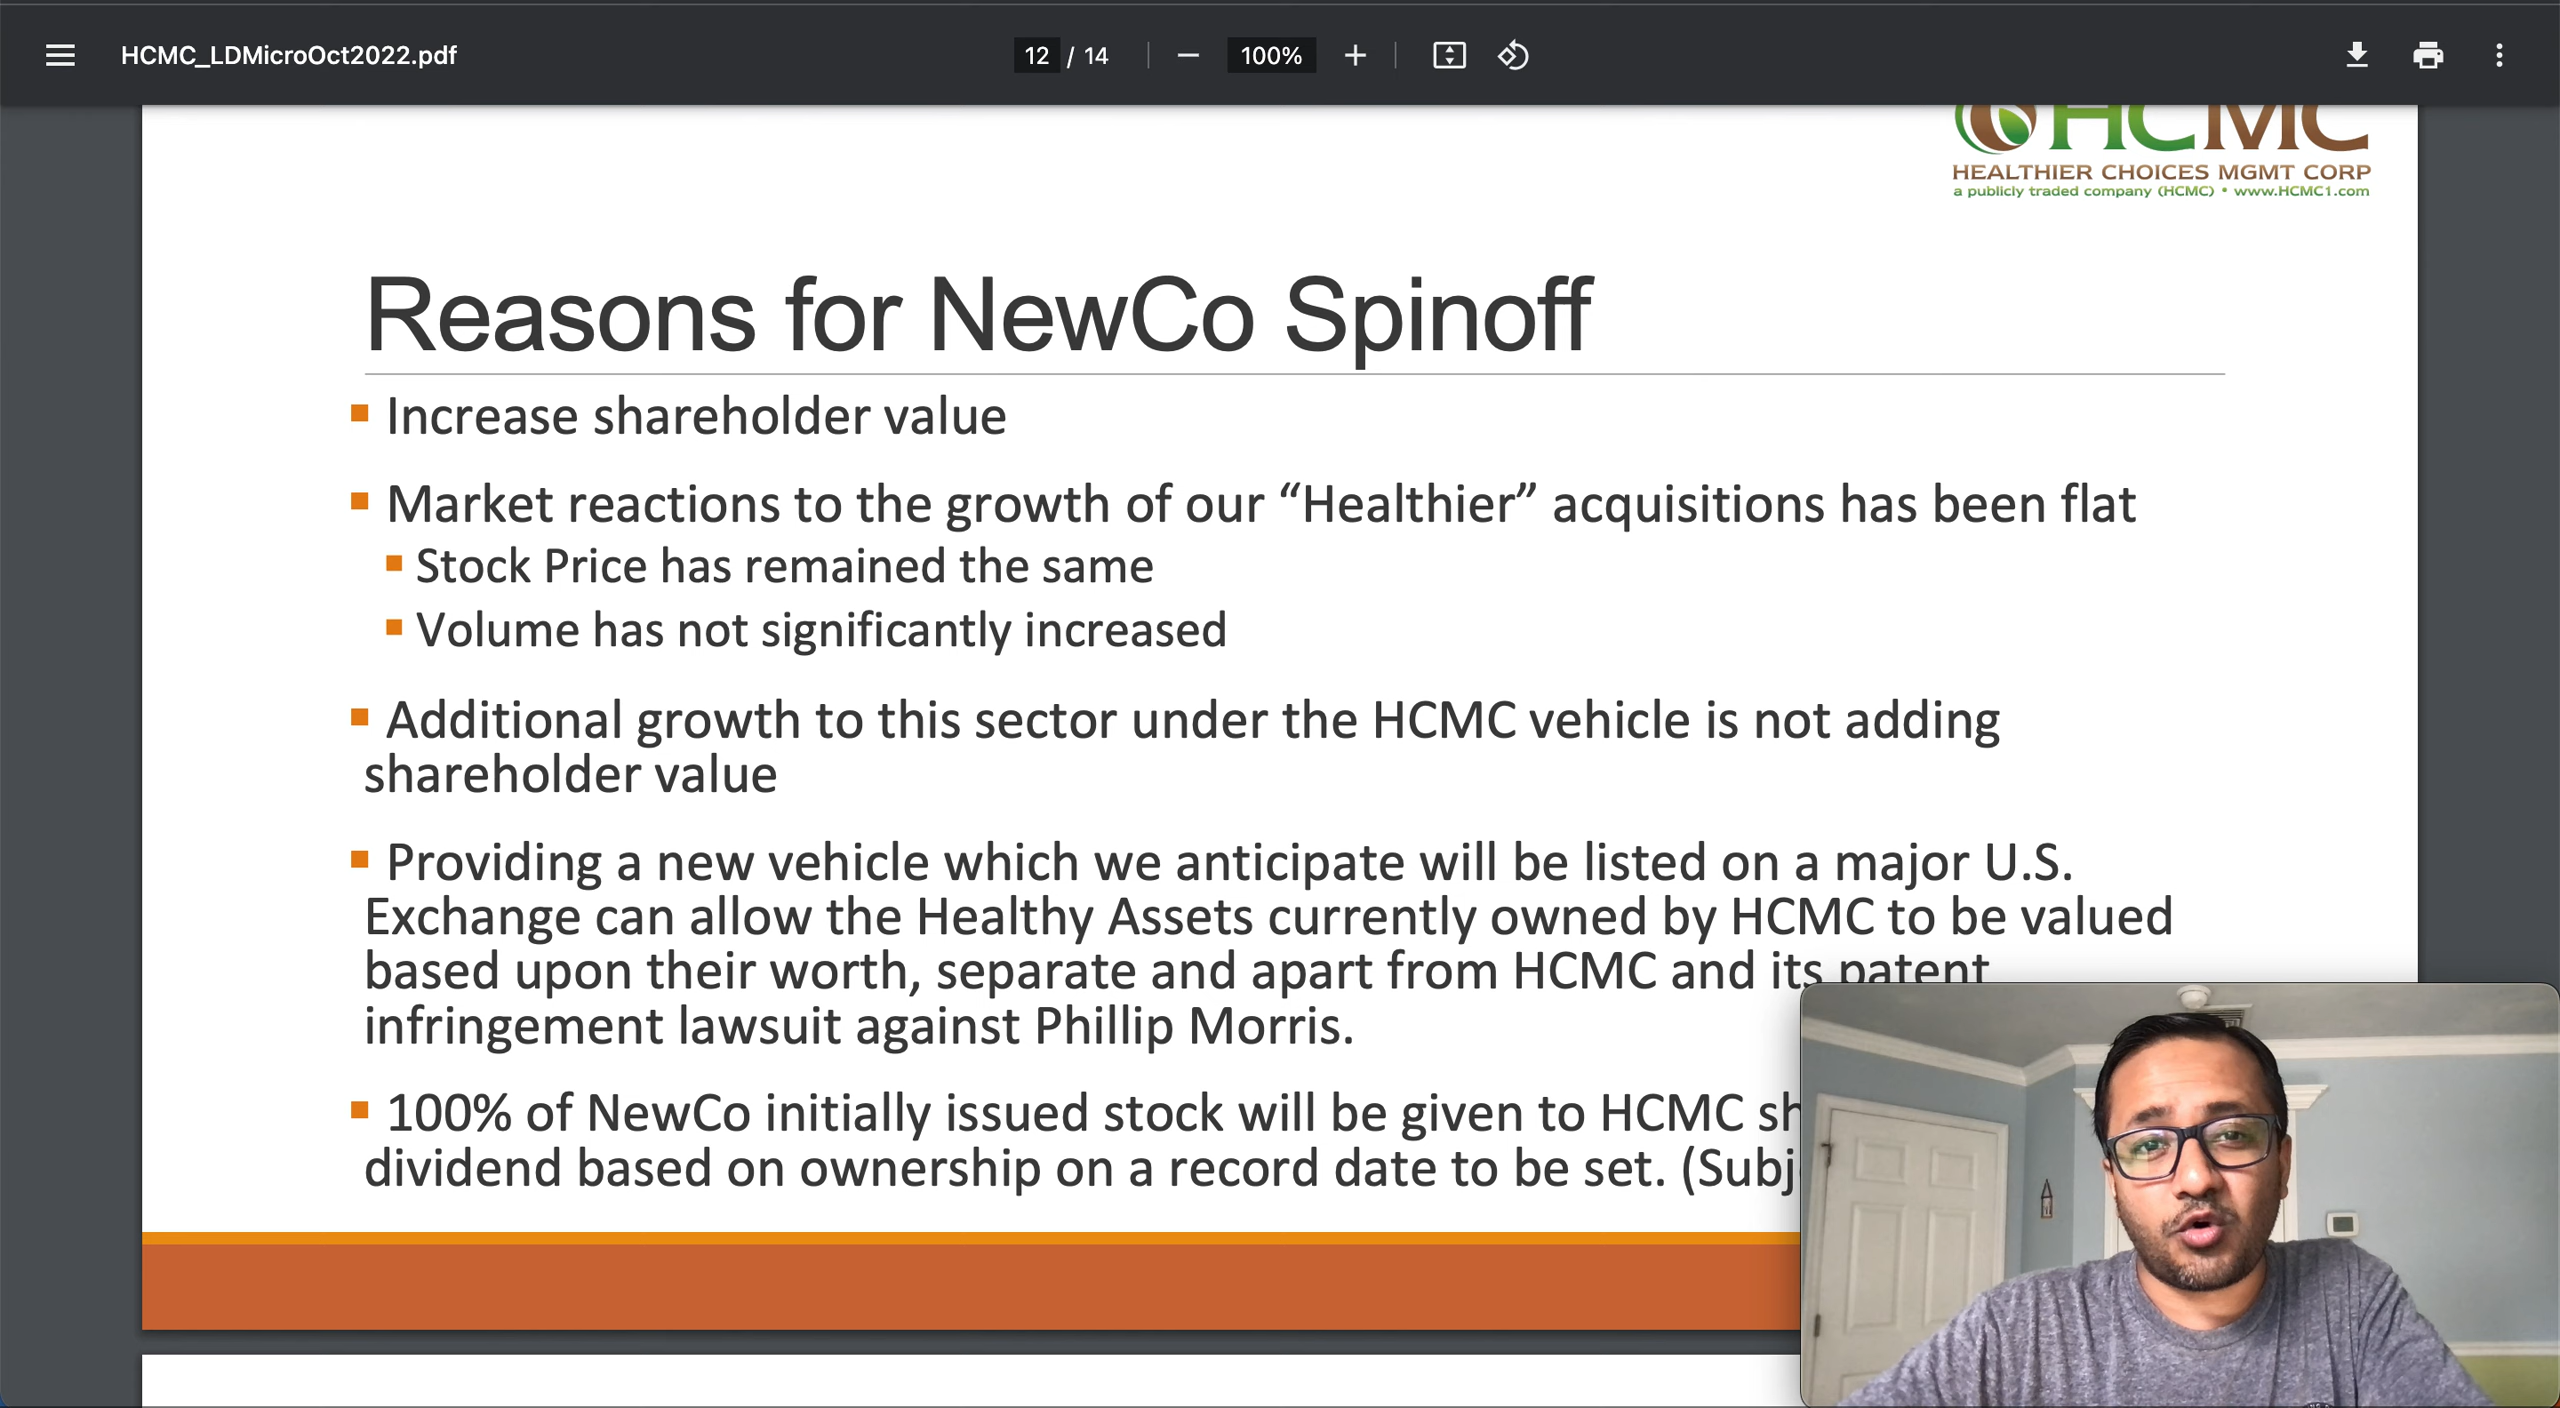 HCMC_LDMicroOct2022.pdf
12 / 14
100%
HCMC
HEALTHIER CHOICES MGMT CORP
a publicly traded company (HCMC) • www.HCMC1.com
Reasons for NewCo Spinoff
Increase shareholder value
Market reactions to the growth of our “Healthier” acquisitions has been flat
Stock Price has remained the same
Volume has not significantly increased
Additional growth to this sector under the HCMC vehicle is not adding
shareholder value
Providing a new vehicle which we anticipate will be listed on a major U.S.
Exchange can allow the Healthy Assets currently owned by HCMC to be valued
based upon their worth, separate and apart from HCMC and its patent
infringement lawsuit against Phillip Morris.
100% of NewCo initially issued stock will be given to HCMC
dividend based on ownership on a record date to be set.